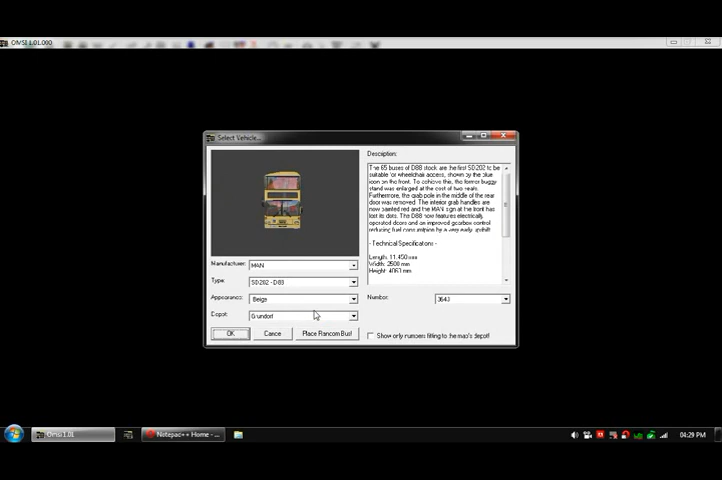 OMSI 1.01.000
Select Vehicle...
Description:
The 65 buses of D88 stock are the first SD202 to be
suitable for wheelchair access, shown by the blue
icon on the front. To achieve this, the former buggy
stand was enlarged at the cost of two seats.
Furthermore, the grab pole in the middle of the rear
door was removed. The interior grab handles are
now painted red and the MAN sign at the front has
lost its dots. The D88 now features electrically
operated doors and an improved gearbox control
reducing fuel consumption by a very early upshift!
- Technical Specifications -
Length: 11.450 mm
Width: 2500 mm
Height: 4063 mm
Manufacturer: MAN
Type: SD202 - D88
Appearance: Beige
Number: 3643
Depot: Grundorf
OK
Cancel
Place Random Bus!
Show only numbers fitting to the map's depot!
Omsi 1.01
Notepad++ Home - ...
04:29 PM